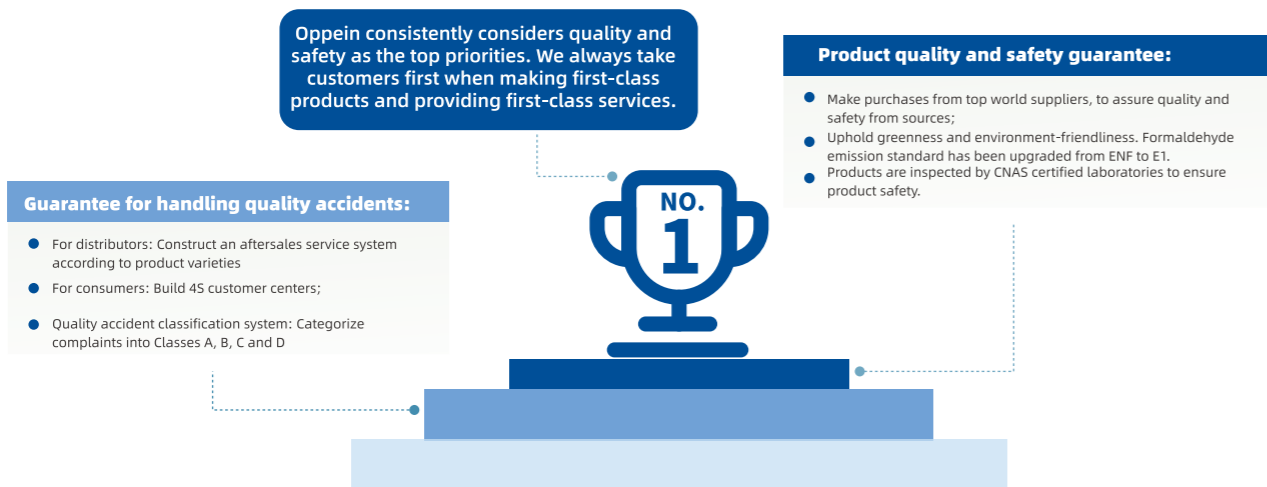 Oppein consistently considers quality and
safety as the top priorities. We always take
customers first when making first-class
products and providing first-class services.
Product quality and safety guarantee:
Make purchases from top world suppliers, to assure quality and
safety from sources;
Uphold greenness and environment-friendliness. Formaldehyde
emission standard has been upgraded from ENF to E1.
Products are inspected by CNAS certified laboratories to ensure
product safety.
Guarantee for handling quality accidents:
For distributors: Construct an aftersales service system
according to product varieties
For consumers: Build 4S customer centers;
Quality accident classification system: Categorize
complaints into Classes A, B, C and D
NO.
1